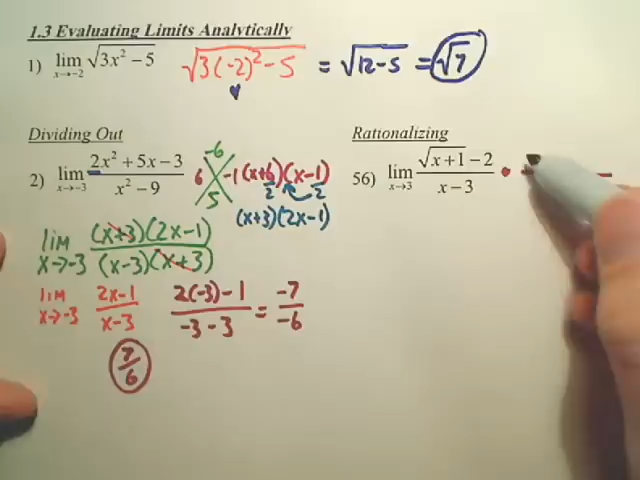 1.3 Evaluating Limits Analytically
1) lim x→-2 √(3x² - 5) √(3(-2)² - 5) = √(12-5) = √7
Dividing Out
2) lim x→-3 (2x² + 5x - 3)/(x² - 9)
-6
6 -1
5
(x+6)(x-1)
2 2
(x+3)(2x-1)
lim x→-3 (x+3)(2x-1)/(x-3)(x+3)
lim x→-3 (2x-1)/(x-3) (2(-3)-1)/(-3-3) = -7/-6
7/6
Rationalizing
56) lim x→3 (√(x+1) - 2)/(x - 3) •